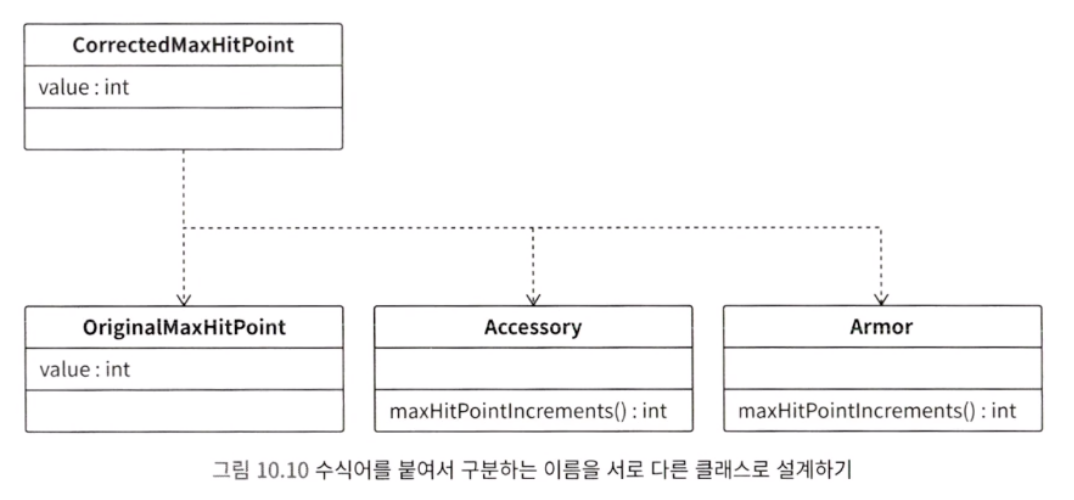 CorrectedMaxHitPoint
value : int
OriginalMaxHitPoint
value : int
Accessory
maxHitPointIncrements() : int
Armor
maxHitPointIncrements() : int
그림 10.10 수식어를 붙여서 구분하는 이름을 서로 다른 클래스로 설계하기